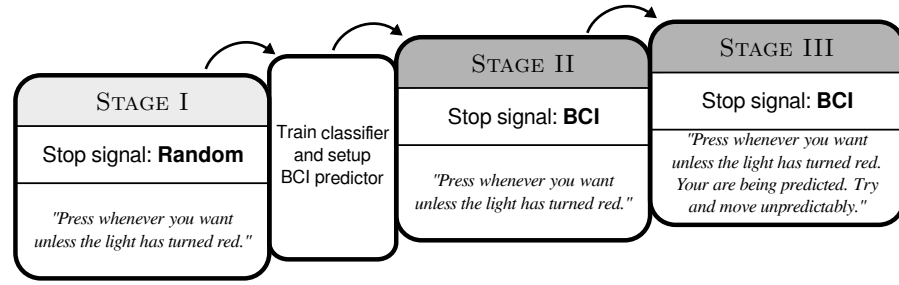 STAGE I
Stop signal: Random
"Press whenever you want
unless the light has turned red."
Train classifier
and setup
BCI predictor
STAGE II
Stop signal: BCI
"Press whenever you want
unless the light has turned red."
STAGE III
Stop signal: BCI
"Press whenever you want
unless the light has turned red.
Your are being predicted. Try
and move unpredictably."